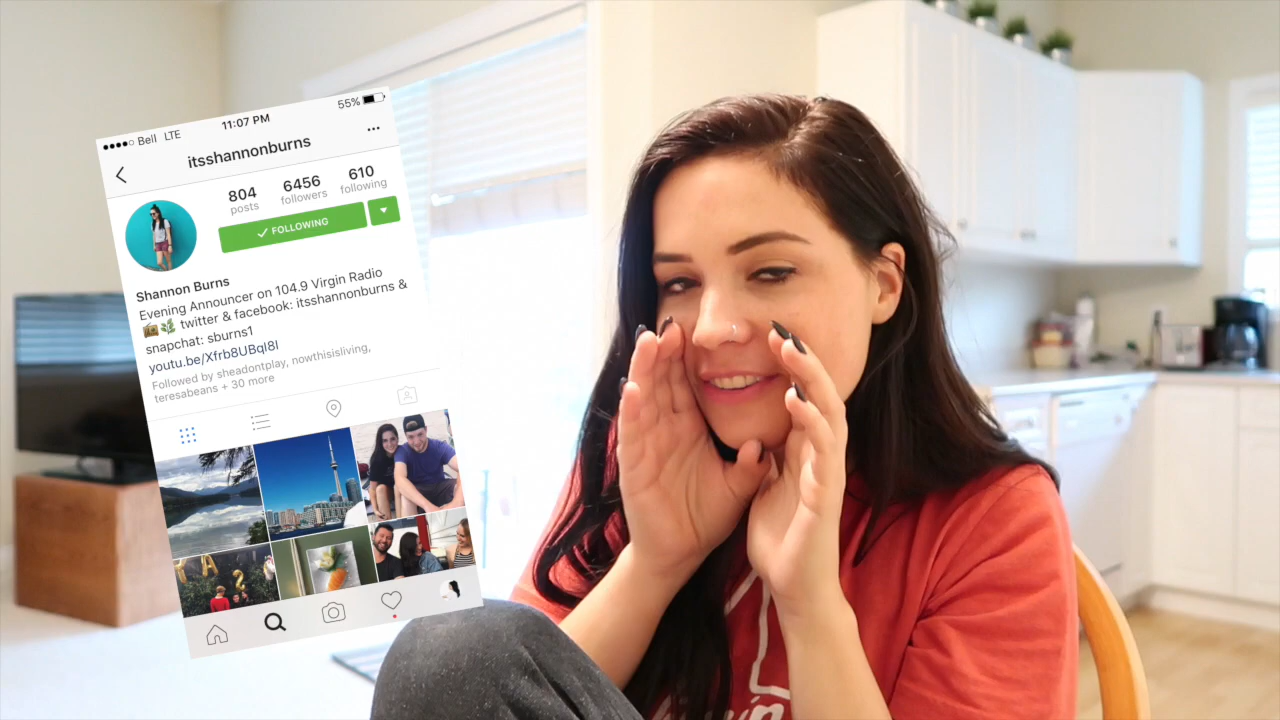 Bell LTE 11:07 PM 55%
itsshannonburns
804 6456 610
posts followers following
FOLLOWING
Shannon Burns
Evening Announcer on 104.9 Virgin Radio
twitter & facebook: itsshannonburns &
snapchat: sburns1
youtu.be/Xfrb8UBql8I
Followed by sheadontplay, nowthisisliving,
teresabeans + 30 more